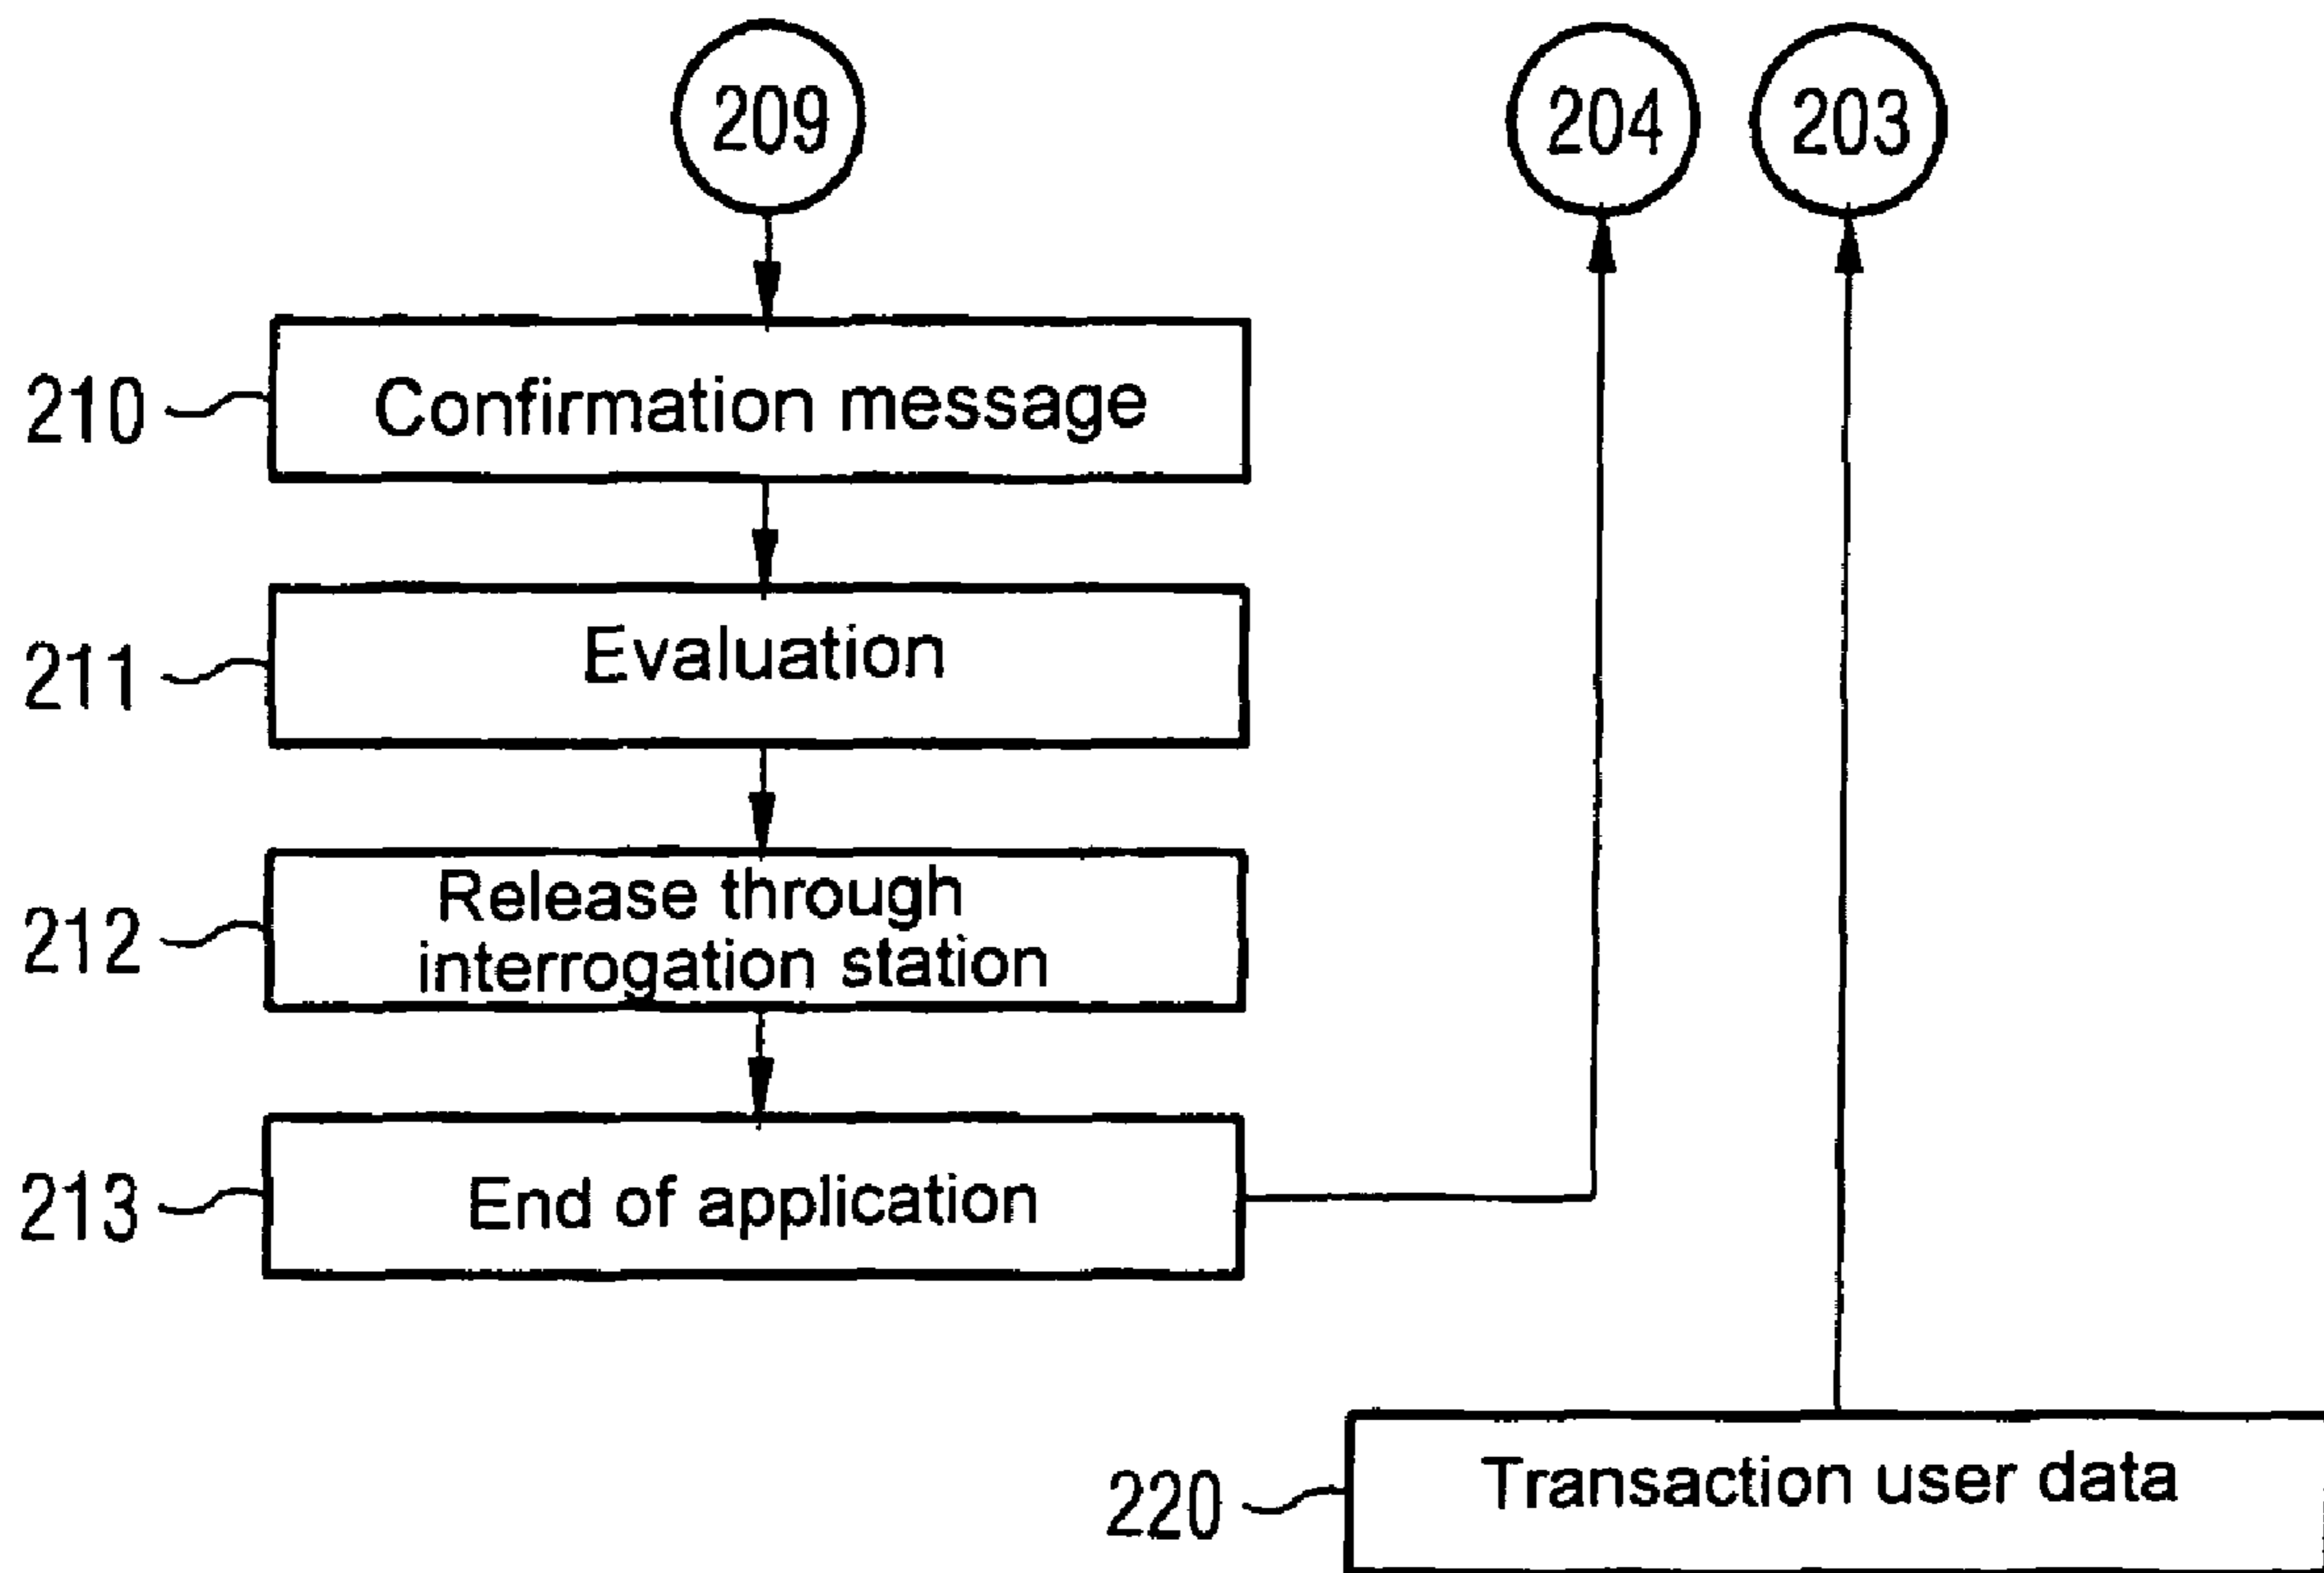 209
204
203
210
Confirmation message
211
Evaluation
212
Release through
interrogation station
213
End of application
220
Transaction user data